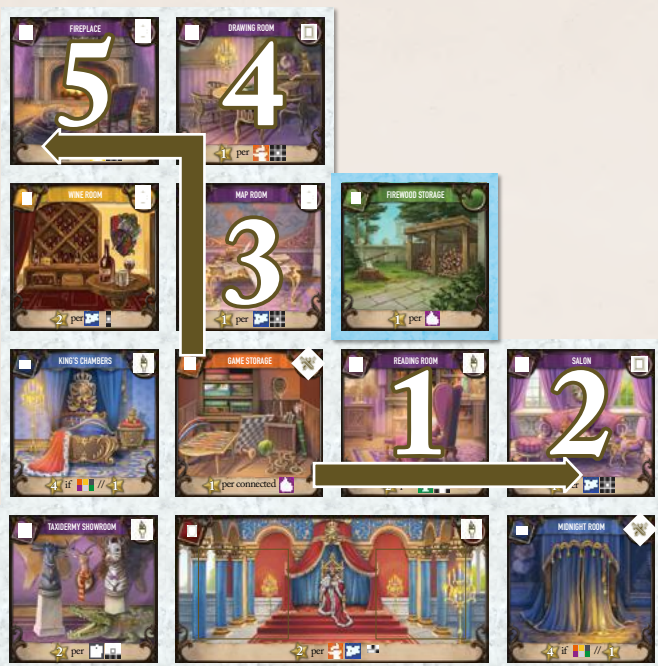 FIREPLACE
5
DRAWING ROOM
4
1 per
WINE ROOM
2 per
MAP ROOM
3
1 per
FIREWOOD STORAGE
1 per
KING'S CHAMBERS
4 if // 1
GAME STORAGE
1 per connected
READING ROOM
1
SALON
2
TAXIDERMY SHOWROOM
2 per
2 per
MIDNIGHT ROOM
4 if // 1